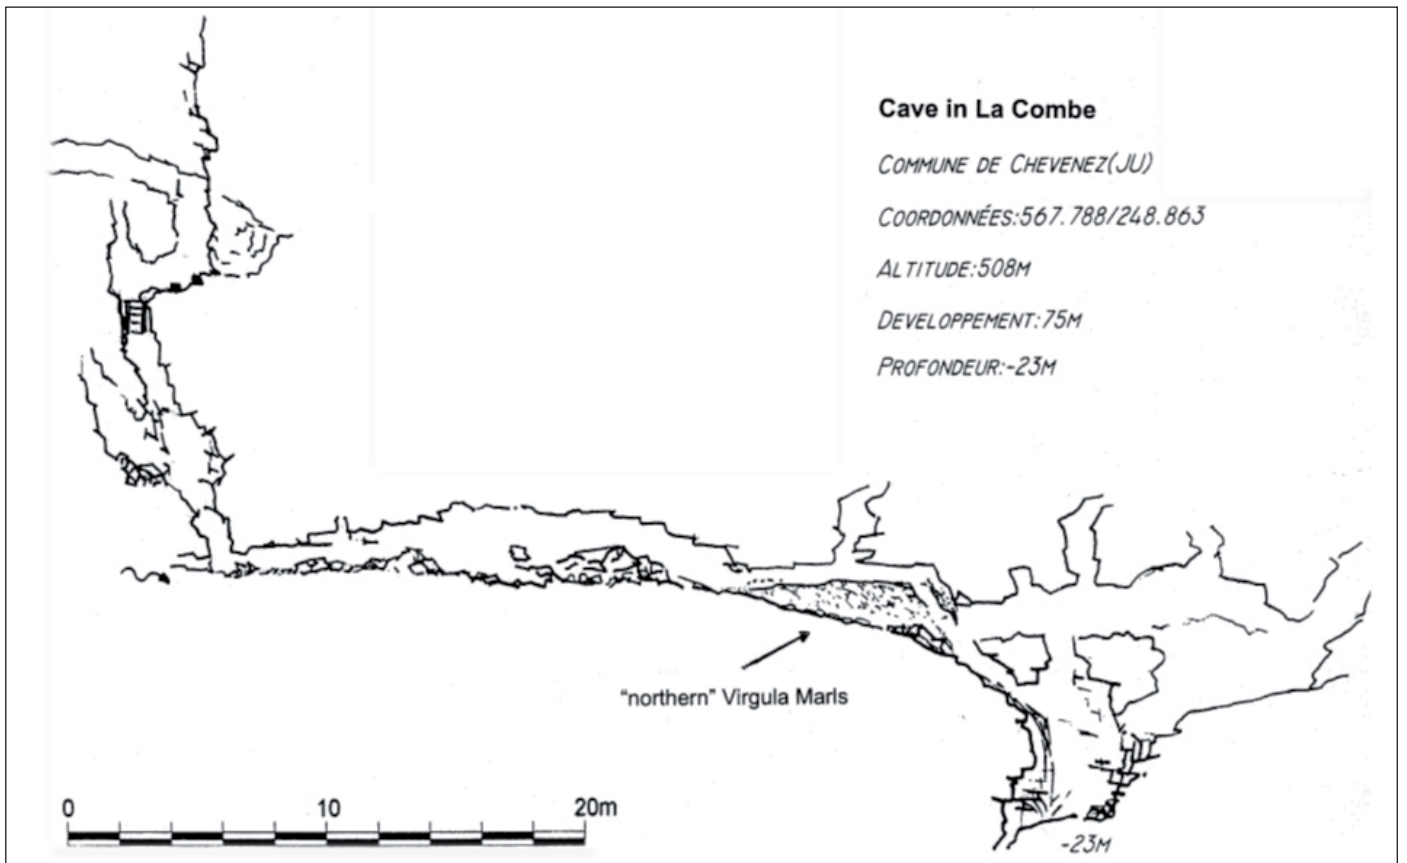 Cave in La Combe
COMMUNE DE CHEVENEZ(JU)
COORDONNÉES:567.788/248.863
ALTITUDE:508M
DEVELOPPEMENT:75M
PROFONDEUR:-23M
“northern” Virgula Marls
0 10 20m
-23M